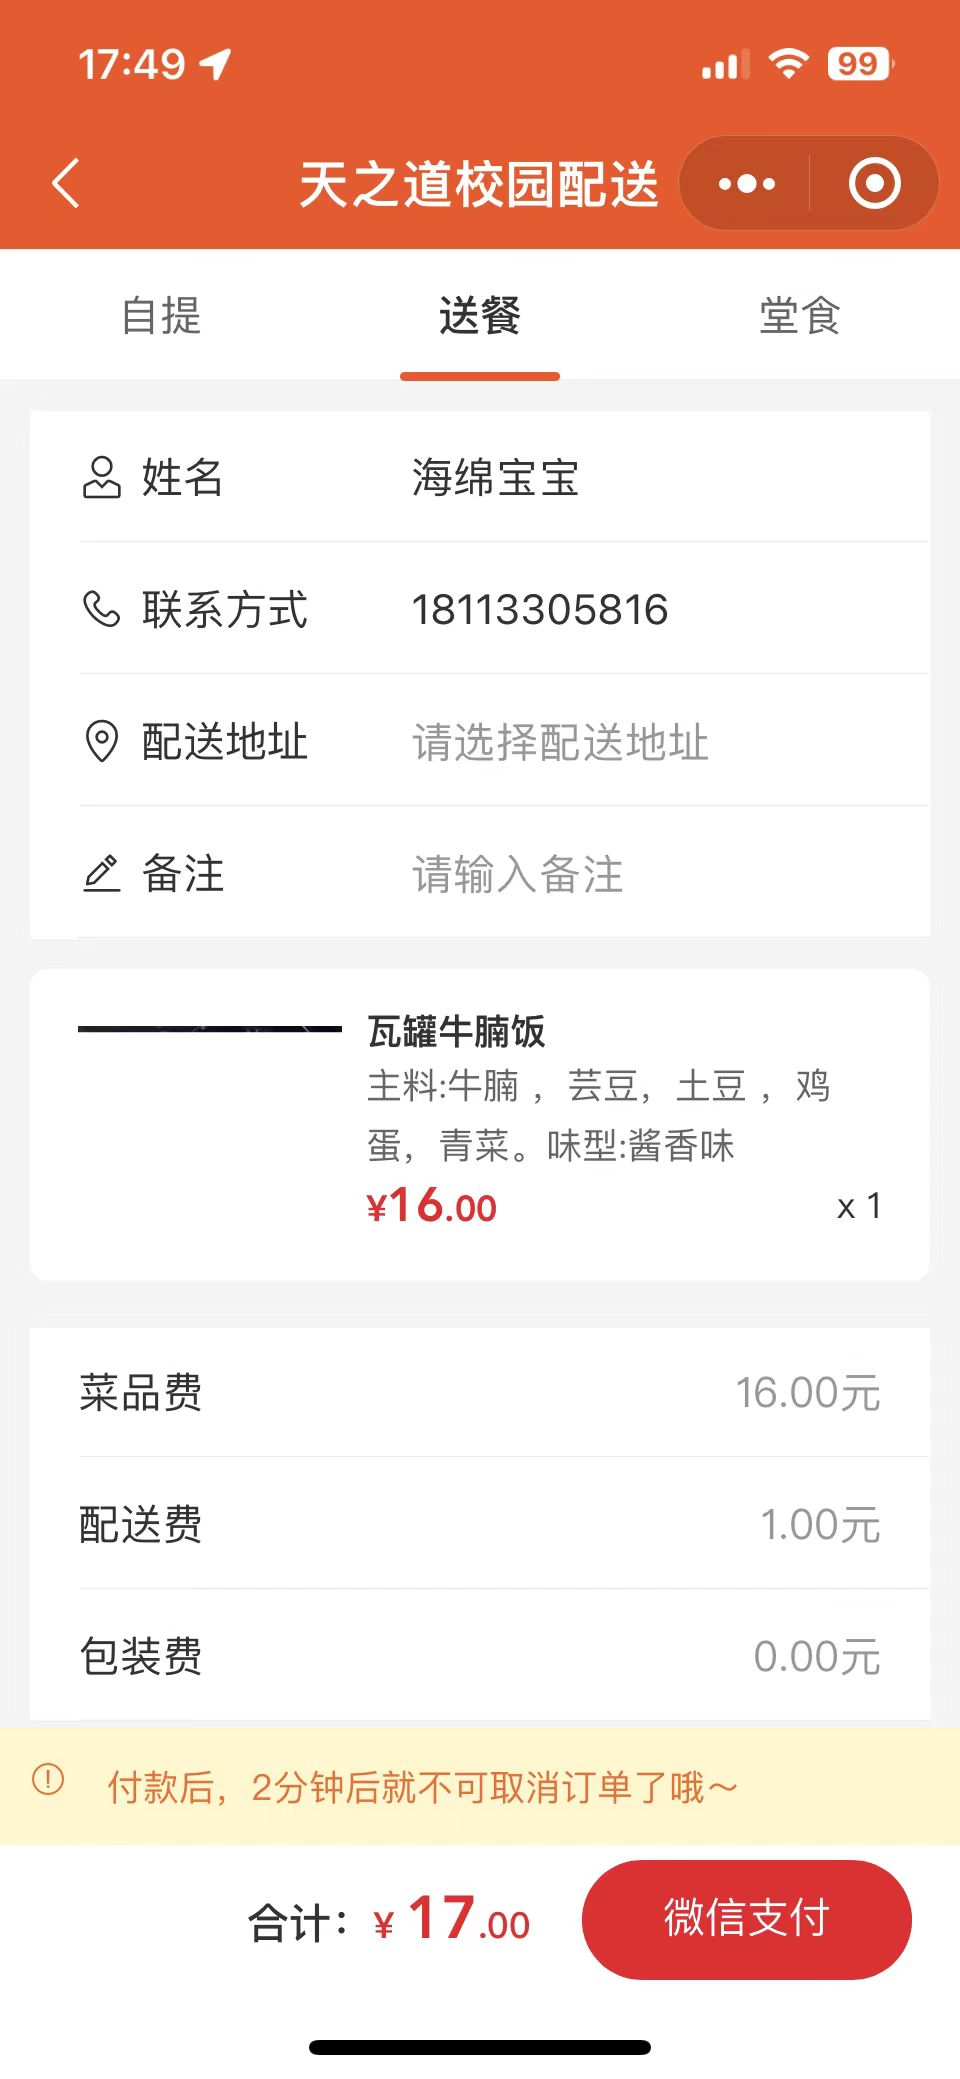 17:49
99
天之道校园配送
自提 送餐 堂食
姓名 海绵宝宝
联系方式 18113305816
配送地址 请选择配送地址
备注 请输入备注
瓦罐牛腩饭
主料:牛腩 ，芸豆，土豆 ，鸡
蛋，青菜。味型:酱香味
¥16.00 x 1
菜品费 16.00元
配送费 1.00元
包装费 0.00元
付款后，2分钟后就不可取消订单了哦～
合计：¥ 17.00 微信支付